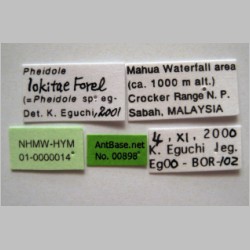 Pheidole
lokitae Forel
(=Pheidole sp. eg-
Det. K. Eguchi, 2001
Mahua Waterfall area
(ca. 1000 m alt.)
Crocker Range N. P.
Sabah, MALAYSIA
NHMW-HYM
01-0000014
AntBase.net
No. 00898
4, XI, 2000
K. Eguchi leg.
Eg00-BOR-102